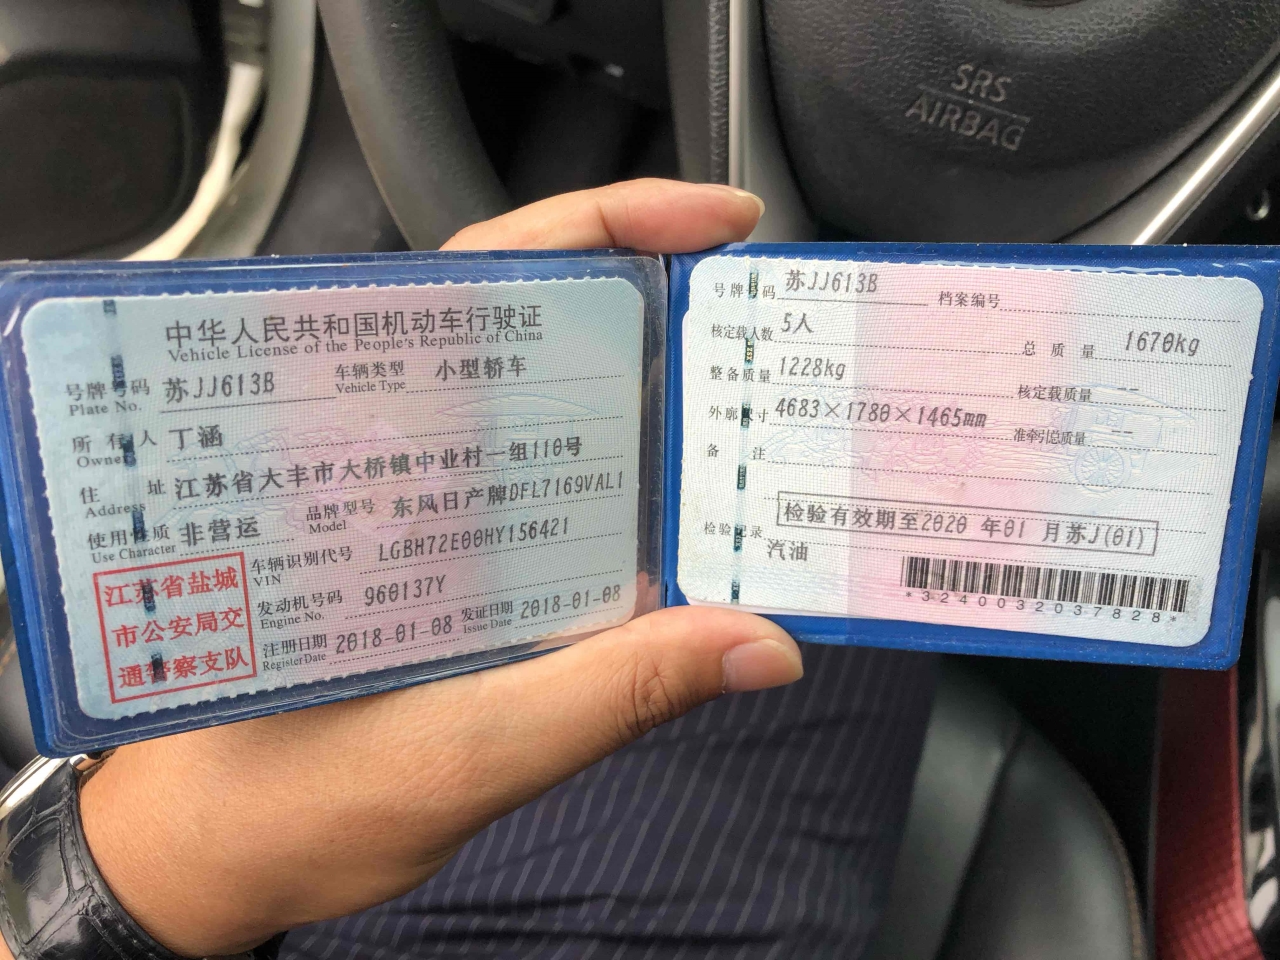 SRS
AIRBAG
中华人民共和国机动车行驶证
Vehicle License of the People's Republic of China
号牌号码 苏JJ613B 车辆类型 小型轿车
Plate No. Vehicle Type
所有人 丁涵
Owner
住址 江苏省大丰市大桥镇中业村一组110号
Address
使用性质 非营运 品牌型号 东风日产牌DFL7169VAL1
Use Character Model
江苏省盐城
市公安局交
通警察支队
车辆识别代号 LGBH72E00HY156421
VIN
发动机号码 960137Y
Engine No.
注册日期 2018-01-08 发证日期 2018-01-08
Register Date Issue Date
号牌号码 苏JJ613B 档案编号
核定载人数 5人 总质量 1670kg
整备质量 1228kg 核定载质量 --
外廓尺寸 4683×1780×1465mm 准牵引总质量 --
备注
检验有效期至2020 年01 月苏J(01)
检验记录
汽油
*3240032037828*